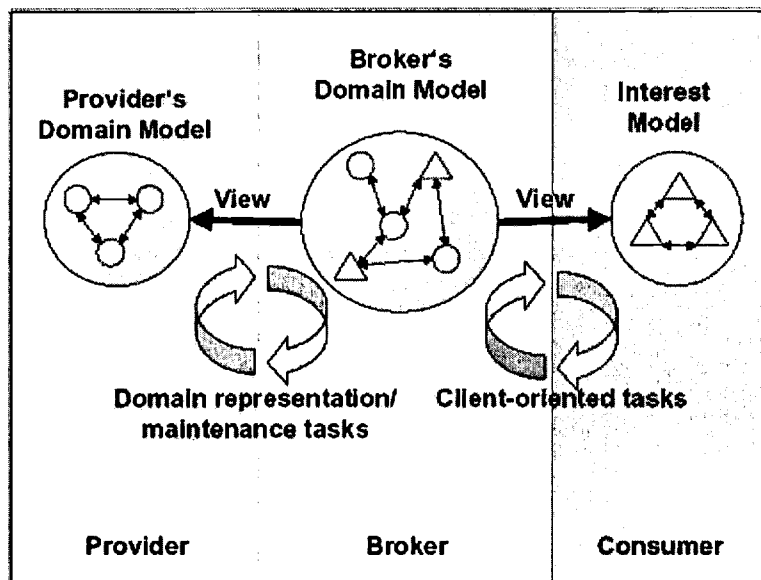 Provider's
Domain Model
Broker's
Domain Model
Interest
Model
View
View
Domain representation/
maintenance tasks
Client-oriented tasks
Provider
Broker
Consumer